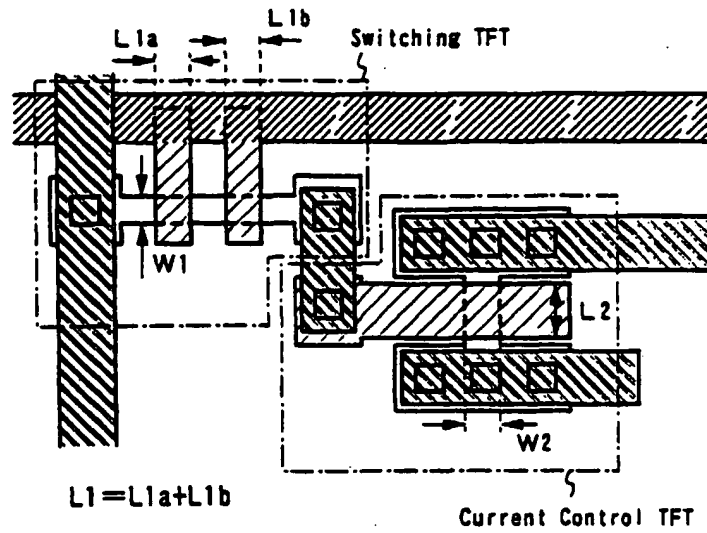 L1b
L1a
Switching TFT
W1
L2
W2
L1=L1a+L1b
Current Control TFT